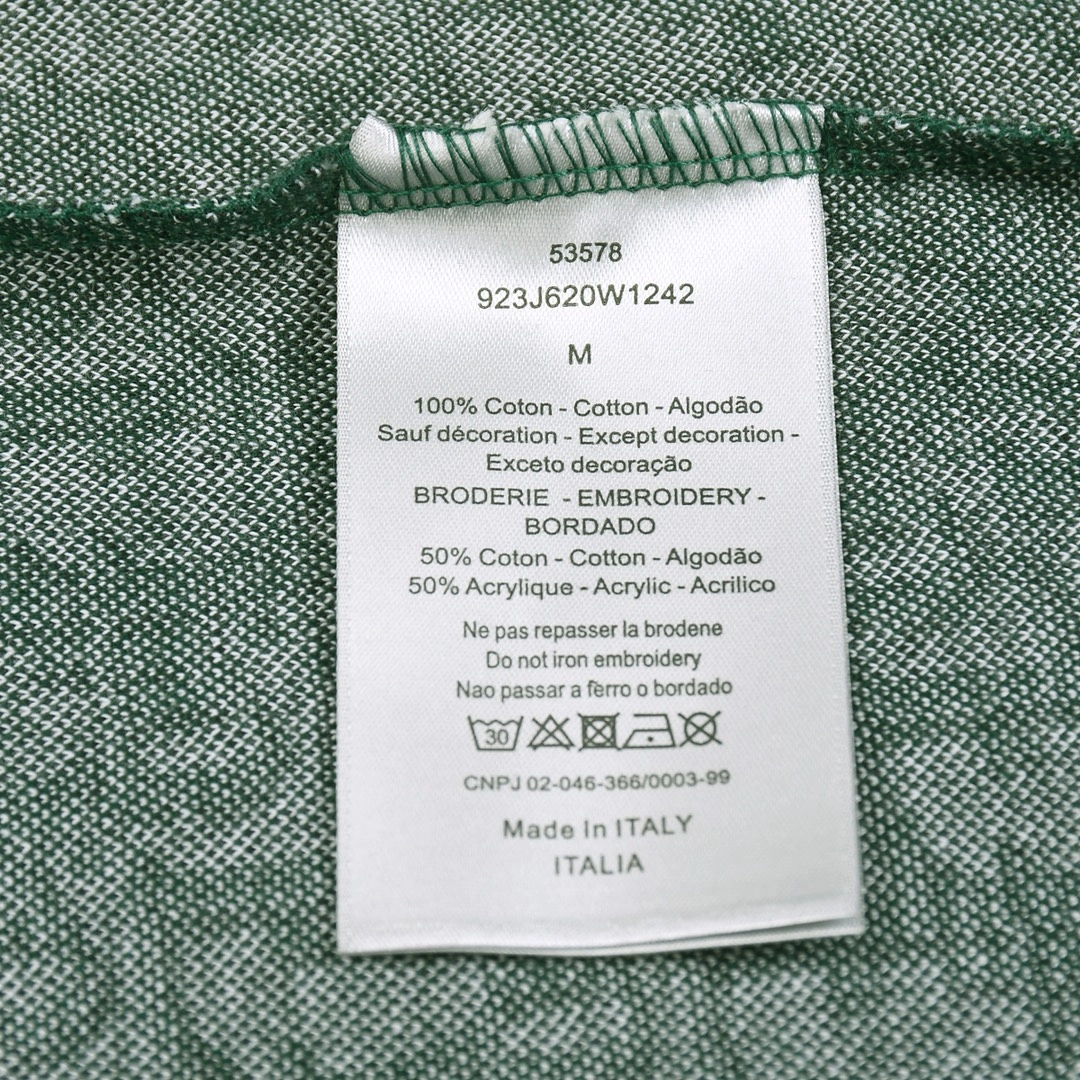 53578
923J620W1242
M
100% Coton - Cotton - Algodão
Sauf décoration - Except decoration -
Exceto decoração
BRODERIE - EMBROIDERY -
BORDADO
50% Coton - Cotton - Algodão
50% Acrylique - Acrylic - Acrilico
Ne pas repasser la brodene
Do not iron embroidery
Nao passar a fèrro o bordado
30
CNPJ 02-046-366/0003-99
Made In ITALY
ITALIA